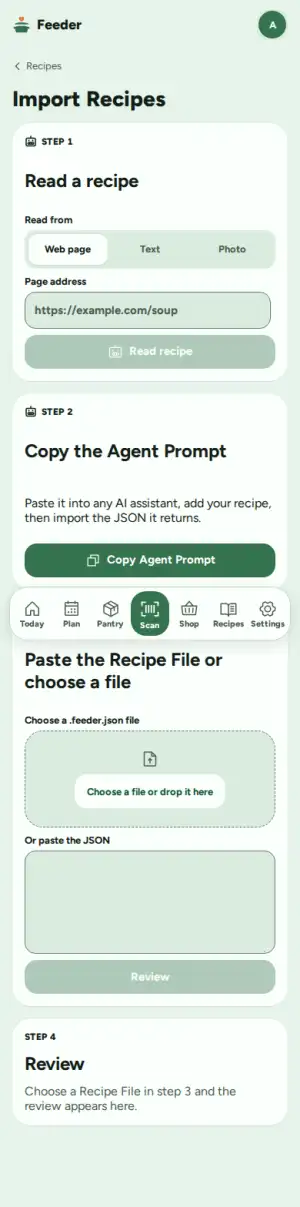 Feeder
A
Recipes
Import Recipes
STEP 1
Read a recipe
Read from
Web page
Text
Photo
Page address
https://example.com/soup
Read recipe
STEP 2
Copy the Agent Prompt
Paste it into any AI assistant, add your recipe,
then import the JSON it returns.
Copy Agent Prompt
Today
Plan
Pantry
Scan
Shop
Recipes
Settings
Paste the Recipe File or
choose a file
Choose a .feeder.json file
Choose a file or drop it here
Or paste the JSON
Review
STEP 4
Review
Choose a Recipe File in step 3 and the
review appears here.